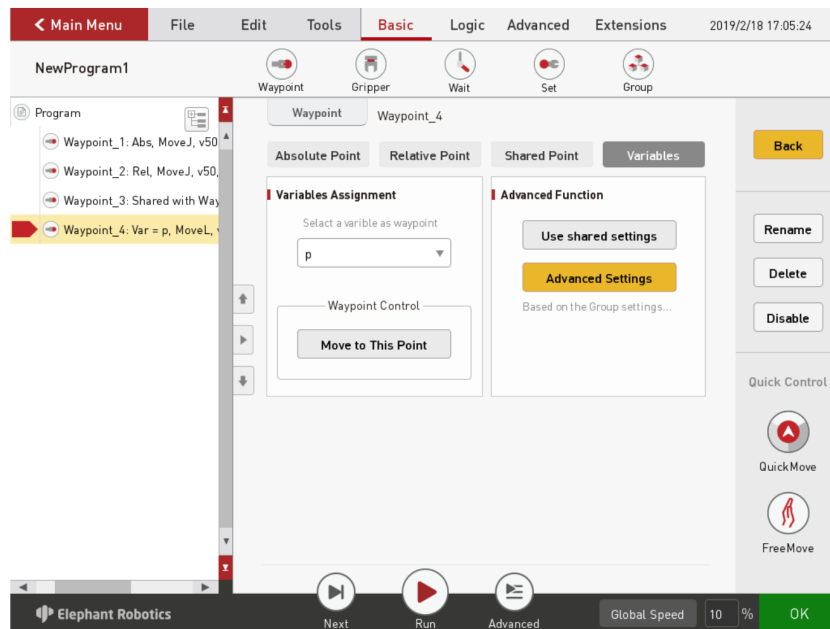 Main Menu File Edit Tools Basic Logic Advanced Extensions 2019/2/18 17:05:24
NewProgram1
Waypoint Gripper Wait Set Group
Program
Waypoint_1: Abs, MoveJ, v50
Waypoint_2: Rel, MoveJ, v50,
Waypoint_3: Shared with Way
Waypoint_4: Var = p, MoveL,
Waypoint Waypoint_4
Absolute Point Relative Point Shared Point Variables
Variables Assignment
Select a varible as waypoint
p
Waypoint Control
Move to This Point
Advanced Function
Use shared settings
Advanced Settings
Based on the Group settings...
Back
Rename
Delete
Disable
Quick Control
QuickMove
FreeMove
Elephant Robotics
Next Run Advanced
Global Speed 10 % OK